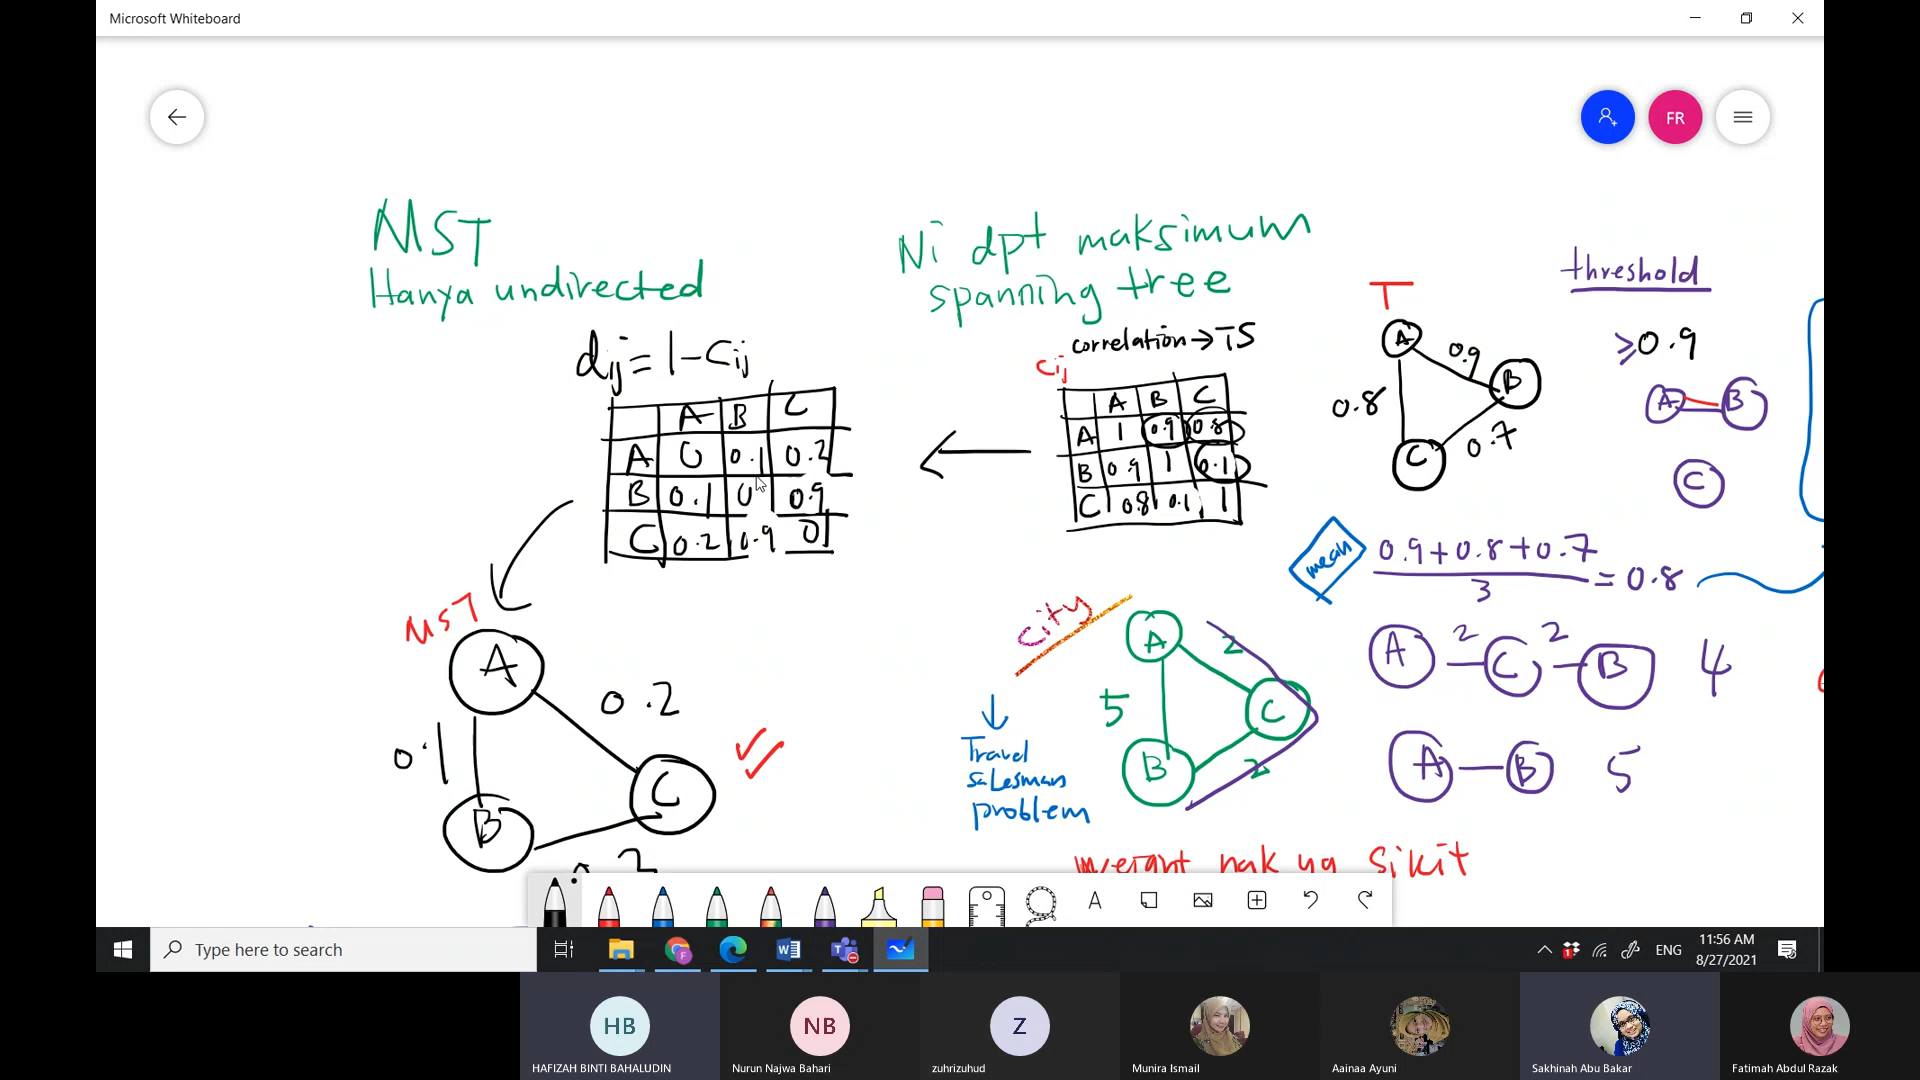 Microsoft Whiteboard
FR
MST
Hanya undirected
Ni dpt maksimum
spanning tree
dij = 1 - cij
A B C
A 0 0.1 0.2
B 0.1 0 0.9
C 0.2 0.9 0
correlation → TS
cij
A B C
A 1 0.9 0.8
B 0.9 1 0.1
C 0.8 0.1 1
T
A
0.9
B
0.8
0.7
C
threshold
≥0.9
A B
C
mean
0.9+0.8+0.7
3
= 0.8
MST
A
0.2
0.1
C
B
city
↓
Travel
salesman
problem
A
2
5
C
B
2
A 2 C 2 B 4
A B 5
weight nak yg sikit
A
Type here to search
ENG
11:56 AM
8/27/2021
HB
HAFIZAH BINTI BAHALUDIN
NB
Nurun Najwa Bahari
Z
zuhrizuhud
Munira Ismail
Aainaa Ayuni
Sakhinah Abu Bakar
Fatimah Abdul Razak